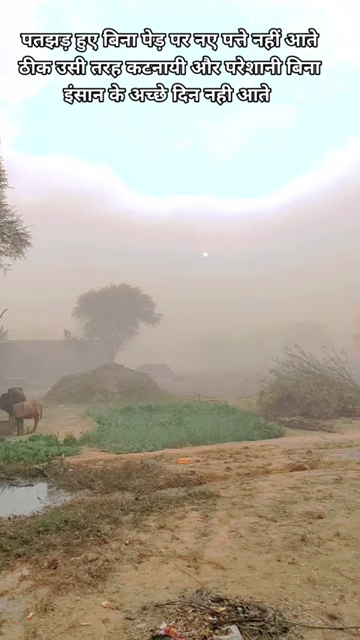 पतझड़ हुए बिना पेड़ पर नए पत्ते नहीं आते
ठीक उसी तरह कटनायी और परेशानी बिना
इंसान के अच्छे दिन नही आते